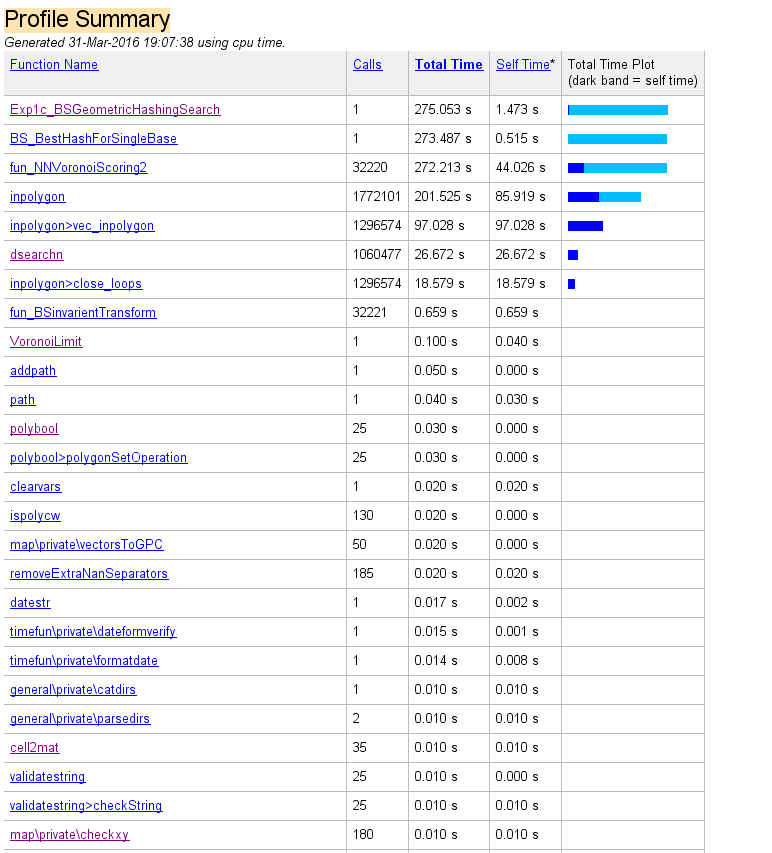 Profile Summary
Generated 31-Mar-2016 19:07:38 using cpu time.
Function Name Calls Total Time Self Time* Total Time Plot
(dark band = self time)
Exp1c_BSGeometricHashingSearch 1 275.053 s 1.473 s
BS_BestHashForSingleBase 1 273.487 s 0.515 s
fun_NNVoronoiScoring2 32220 272.213 s 44.026 s
inpolygon 1772101 201.525 s 85.919 s
inpolygon>vec_inpolygon 1296574 97.028 s 97.028 s
dsearchn 1060477 26.672 s 26.672 s
inpolygon>close_loops 1296574 18.579 s 18.579 s
fun_BSinvarientTransform 32221 0.659 s 0.659 s
VoronoiLimit 1 0.100 s 0.040 s
addpath 1 0.050 s 0.000 s
path 1 0.040 s 0.030 s
polybool 25 0.030 s 0.000 s
polybool>polygonSetOperation 25 0.030 s 0.000 s
clearvars 1 0.020 s 0.020 s
ispolycw 130 0.020 s 0.000 s
map\private\vectorsToGPC 50 0.020 s 0.000 s
removeExtraNanSeparators 185 0.020 s 0.020 s
datestr 1 0.017 s 0.002 s
timefun\private\dateformverify 1 0.015 s 0.001 s
timefun\private\formatdate 1 0.014 s 0.008 s
general\private\catdirs 1 0.010 s 0.010 s
general\private\parsedirs 2 0.010 s 0.010 s
cell2mat 35 0.010 s 0.010 s
validatestring 25 0.010 s 0.000 s
validatestring>checkString 25 0.010 s 0.010 s
map\private\checkxy 180 0.010 s 0.010 s